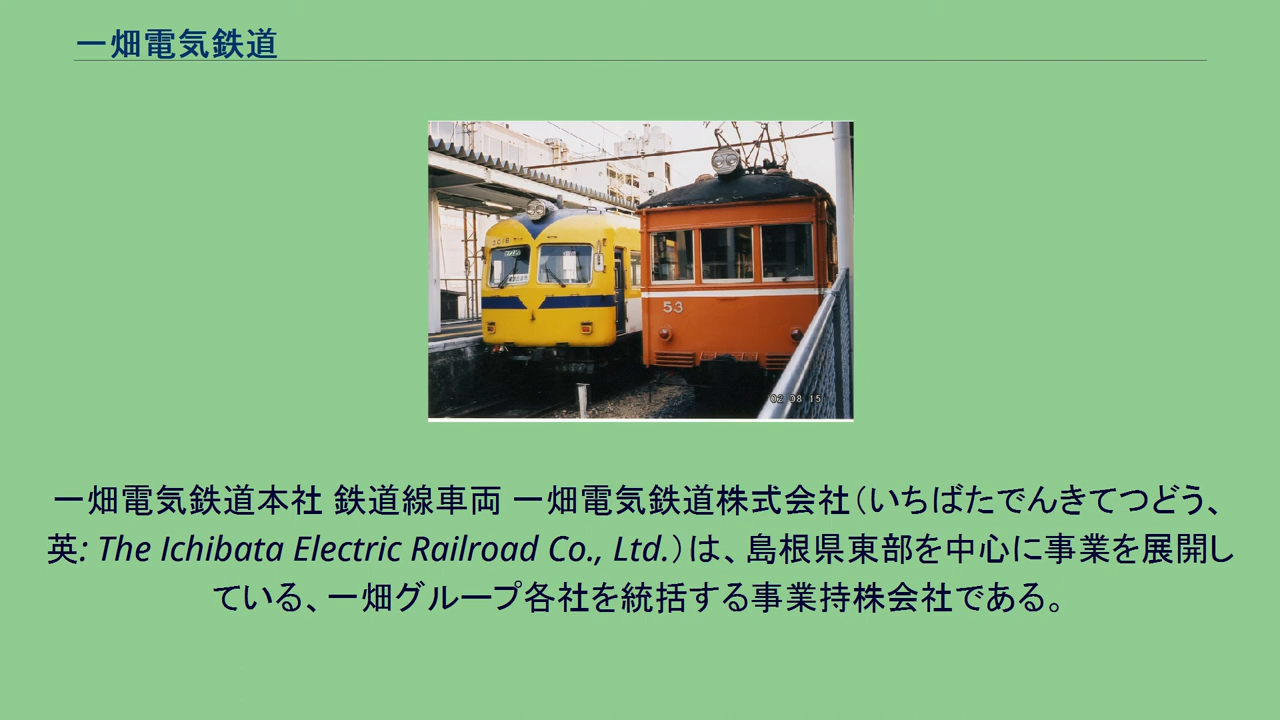 一畑電気鉄道
53
'02 08 15
一畑電気鉄道本社 鉄道線車両 一畑電気鉄道株式会社（いちばたでんきてつどう、
英: The Ichibata Electric Railroad Co., Ltd.）は、島根県東部を中心に事業を展開し
ている、一畑グループ各社を統括する事業持株会社である。